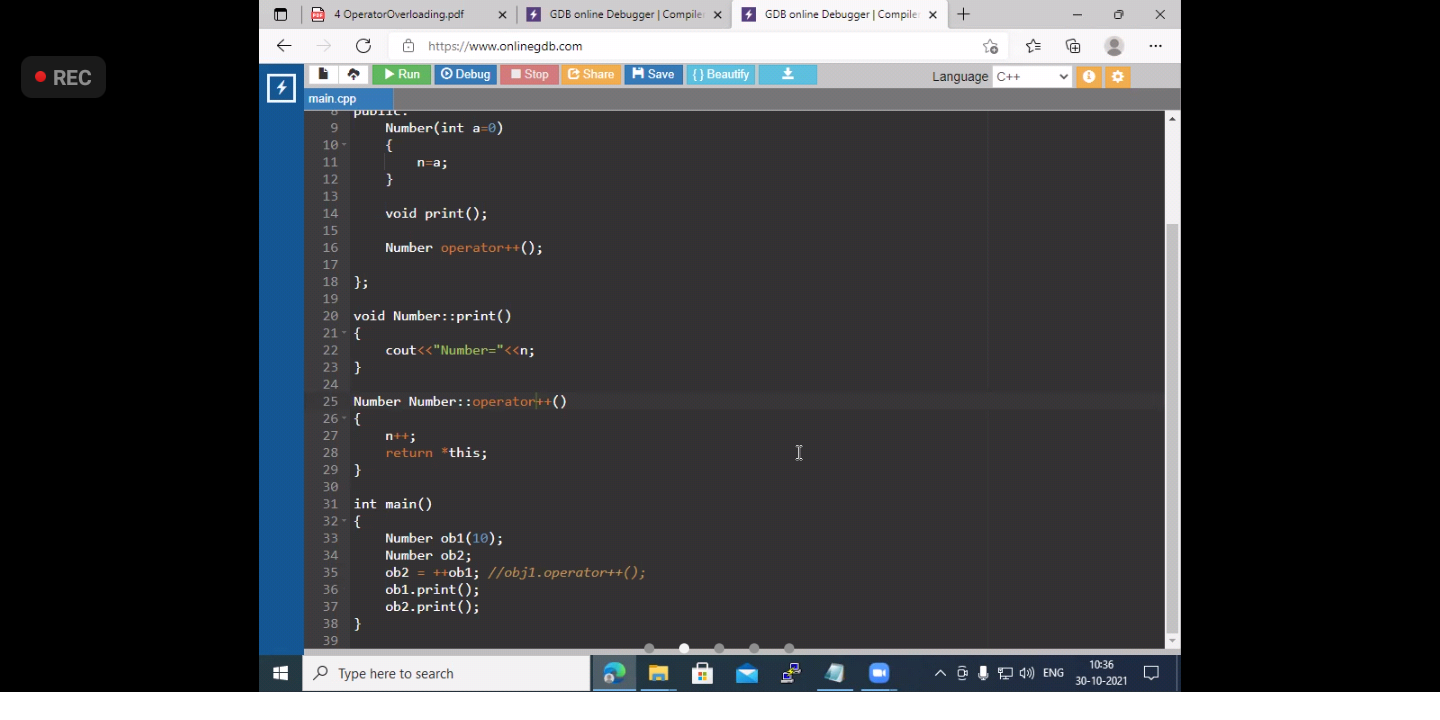 REC
4 OperatorOverloading.pdf
GDB online Debugger | Compiler
GDB online Debugger | Compiler
https://www.onlinegdb.com
Run Debug Stop Share Save { } Beautify
Language C++
main.cpp
8 public:
9 Number(int a=0)
10 {
11 n=a;
12 }
13
14 void print();
15
16 Number operator++();
17
18 };
19
20 void Number::print()
21 {
22 cout<<"Number="<<n;
23 }
24
25 Number Number::operator++()
26 {
27 n++;
28 return *this;
29 }
30
31 int main()
32 {
33 Number ob1(10);
34 Number ob2;
35 ob2 = ++ob1; //obj1.operator++();
36 ob1.print();
37 ob2.print();
38 }
39
Type here to search
ENG
10:36
30-10-2021